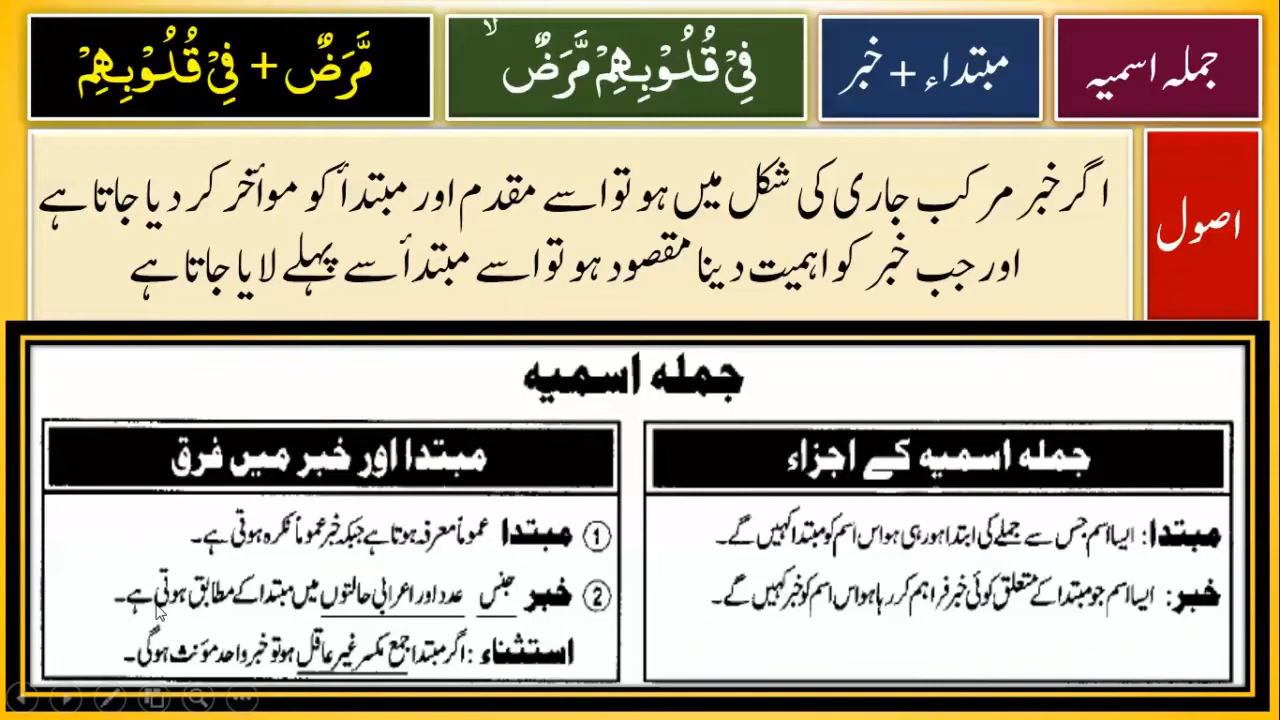 جملہ اسمیہ
مبتداء + خبر
فِیْ قُلُوْبِہِمْ مَّرَضٌ ۙ
مَّرَضٌ + فِیْ قُلُوْبِہِمْ
اصول
اگر خبر مرکب جاری کی شکل میں ہو تو اسے مقدم اور مبتدأ کو موأخر کر دیا جاتا ہے
اور جب خبر کو اہمیت دینا مقصود ہو تو اسے مبتدأ سے پہلے لایا جاتا ہے
جملہ اسمیہ
جملہ اسمیہ کے اجزاء
مبتدا: ایسا اسم جس سے جملے کی ابتدا ہو رہی ہو اس اسم کو مبتدا کہیں گے۔
خبر: ایسا اسم جو مبتدا کے متعلق کوئی خبر فراہم کر رہا ہو اس اسم کو خبر کہیں گے۔
مبتدا اور خبر میں فرق
① مبتدا عموماً معرفہ ہوتا ہے جبکہ خبر عموماً نکرہ ہوتی ہے۔
② خبر جنس عدد اور اعرابی حالتوں میں مبتدا کے مطابق ہوتی ہے۔
استثناء: اگر مبتدا جمع مکسر غیر عاقل ہو تو خبر واحد مؤنث ہوگی۔